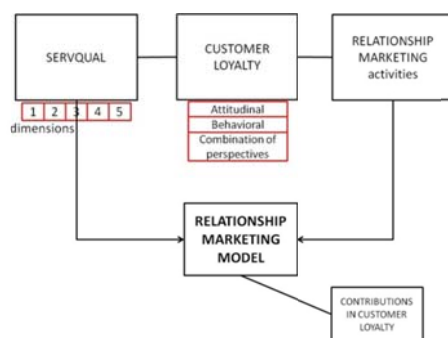 SERVQUAL
CUSTOMER
LOYALTY
RELATIONSHIP
MARKETING
activities
1 2 3 4 5
dimensions
Attitudinal
Behavioral
Combination of
perspectives
RELATIONSHIP
MARKETING
MODEL
CONTRIBUTIONS
IN CUSTOMER
LOYALTY